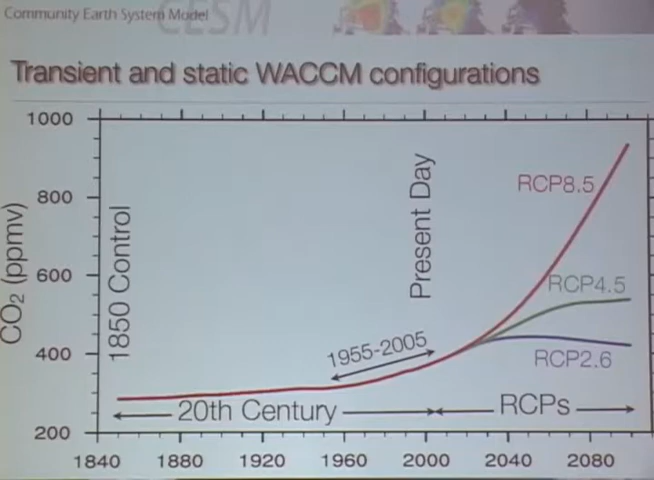 Community Earth System Model
CESM
Transient and static WACCM configurations
1000
800
600
400
200
CO2 (ppmv)
1850 Control
Present Day
RCP8.5
RCP4.5
RCP2.6
1955-2005
20th Century
RCPs
1840 1880 1920 1960 2000 2040 2080